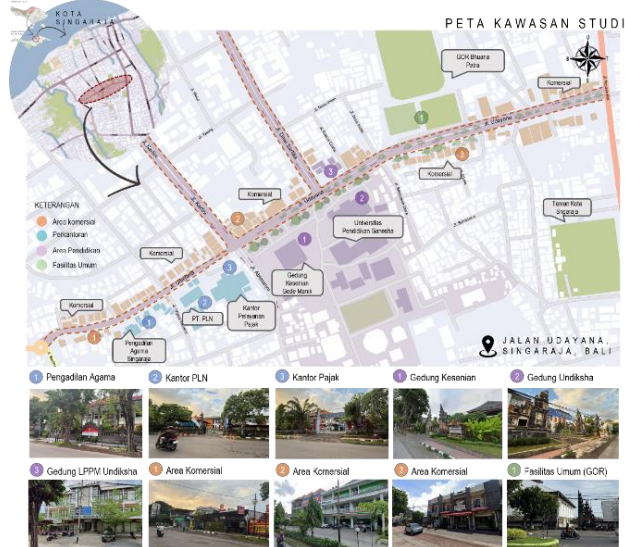 KOTA
SINGARAJA
PETA KAWASAN STUDI
GOR Bhuana
Patra
Komersial
Jl. Udayana
Komersial
Komersial
Taman Kota
Singaraja
Universitas
Pendidikan Ganesha
Gedung
Kesenian
Gede Manik
Komersial
Komersial
Kantor
Pelayanan
Pajak
PT. PLN
Pengadilan
Agama
Singaraja
KETERANGAN
Area komersial
Perkantoran
Area Pendidikan
Fasilitas Umum
JALAN UDAYANA,
SINGARAJA, BALI
1 Pengadilan Agama
2 Kantor PLN
3 Kantor Pajak
1 Gedung Kesenian
2 Gedung Undiksha
3 Gedung LPPM Undiksha
1 Area Komersial
2 Area Komersial
3 Area Komersial
1 Fasilitas Umum (GOR)